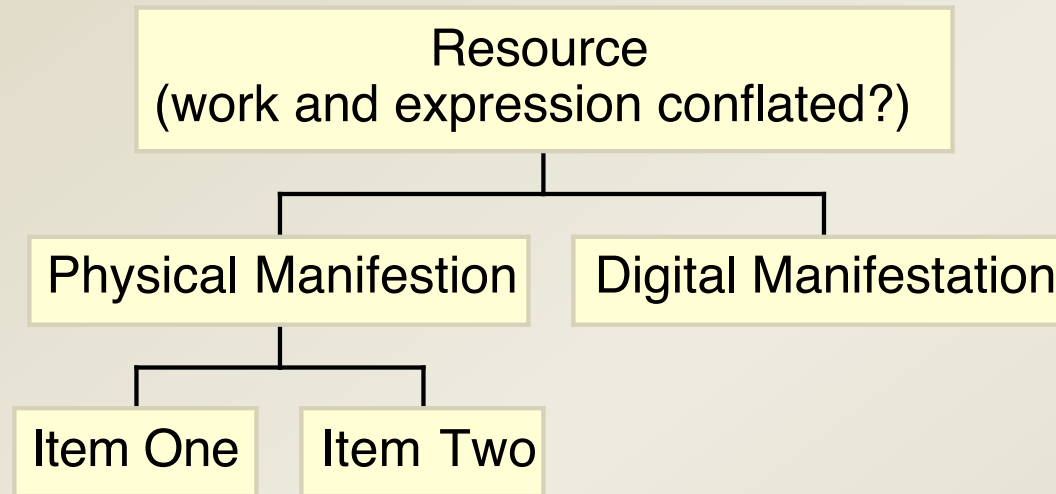 Resource
(work and expression conflated?)
Physical Manifestion
Digital Manifestation
Item One
Item Two